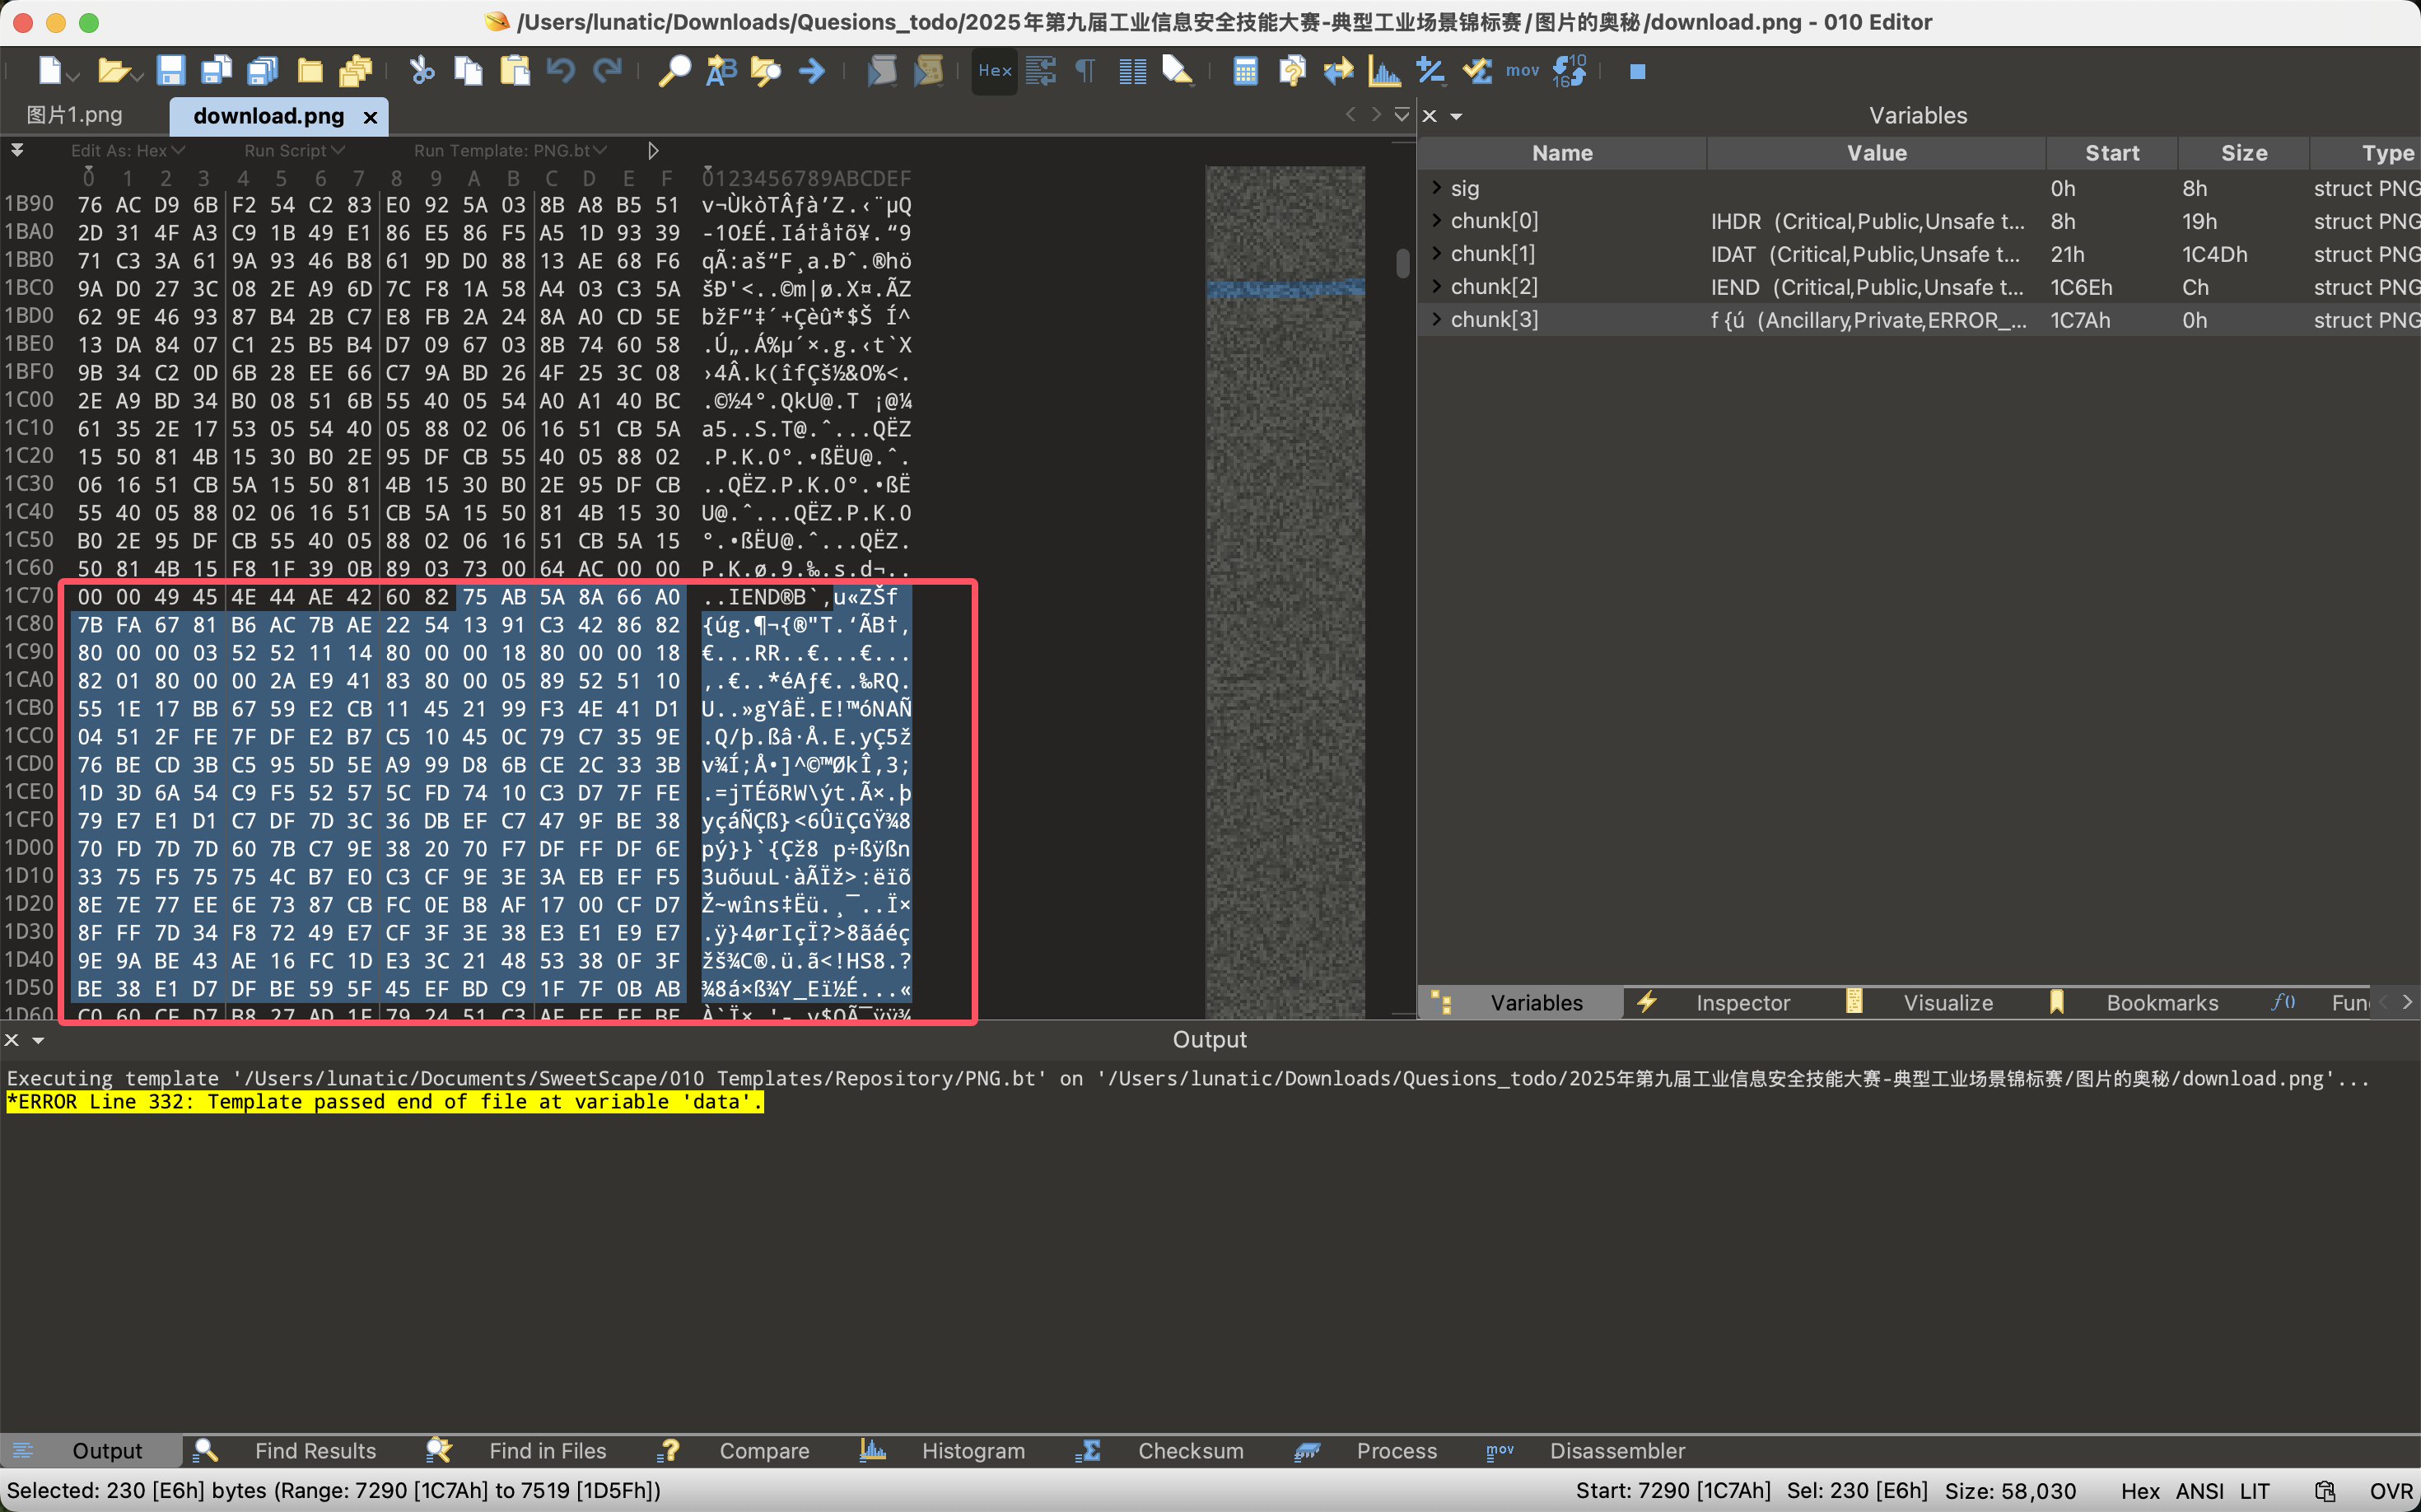 /Users/lunatic/Downloads/Quesions_todo/2025年第九届工业信息安全技能大赛-典型工业场景锦标赛/图片的奥秘/download.png - 010 Editor
Hex
mov
图片1.png
download.png
Variables
Edit As: Hex
Run Script
Run Template: PNG.bt
Name Value Start Size Type
0 1 2 3 4 5 6 7 8 9 A B C D E F 0123456789ABCDEF
1B90 76 AC D9 6B F2 54 C2 83 E0 92 5A 03 8B A8 B5 51 v¬ÙkòTÂƒà’Z.‹¨µQ
1BA0 2D 31 4F A3 C9 1B 49 E1 86 E5 86 F5 A5 1D 93 39 -1O£É.Iá†å†õ¥.“9
1BB0 71 C3 3A 61 9A 93 46 B8 61 9D D0 88 13 AE 68 F6 qÃ:aš“F¸a.Ðˆ.®hö
1BC0 9A D0 27 3C 08 2E A9 6D 7C F8 1A 58 A4 03 C3 5A šÐ'<..©m|ø.X¤.ÃZ
1BD0 62 9E 46 93 87 B4 2B C7 E8 FB 2A 24 8A A0 CD 5E bžF“‡´+Çèû*$Š Í^
1BE0 13 DA 84 07 C1 25 B5 B4 D7 09 67 03 8B 74 60 58 .Ú„.Á%µ´×.g.‹t`X
1BF0 9B 34 C2 0D 6B 28 EE 66 C7 9A BD 26 4F 25 3C 08 ›4Â.k(îfÇš½&O%<.
1C00 2E A9 BD 34 B0 08 51 6B 55 40 05 54 A0 A1 40 BC .©½4°.QkU@.T ¡@¼
1C10 61 35 2E 17 53 05 54 40 05 88 02 06 16 51 CB 5A a5..S.T@.ˆ...QËZ
1C20 15 50 81 4B 15 30 B0 2E 95 DF CB 55 40 05 88 02 .P.K.0°.•ßËU@.ˆ.
1C30 06 16 51 CB 5A 15 50 81 4B 15 30 B0 2E 95 DF CB ..QËZ.P.K.0°.•ßË
1C40 55 40 05 88 02 06 16 51 CB 5A 15 50 81 4B 15 30 U@.ˆ...QËZ.P.K.0
1C50 B0 2E 95 DF CB 55 40 05 88 02 06 16 51 CB 5A 15 °.•ßËU@.ˆ...QËZ.
1C60 50 81 4B 15 F8 1F 39 0B 89 03 73 00 64 AC 00 00 P.K.ø.9.‰.s.d¬..
1C70 00 00 49 45 4E 44 AE 42 60 82 75 AB 5A 8A 66 A0 ..IEND®B`‚u«ZŠf
1C80 7B FA 67 81 B6 AC 7B AE 22 54 13 91 C3 42 86 82 {úg.¶¬{®"T.‘ÃB†‚
1C90 80 00 00 03 52 52 11 14 80 00 00 18 80 00 00 18 €...RR..€...€...
1CA0 82 01 80 00 00 2A E9 41 83 80 00 05 89 52 51 10 ‚.€..*éAƒ€..‰RQ.
1CB0 55 1E 17 BB 67 59 E2 CB 11 45 21 99 F3 4E 41 D1 U..»gYâË.E!™óNAÑ
1CC0 04 51 2F FE 7F DF E2 B7 C5 10 45 0C 79 C7 35 9E .Q/þ.ßâ·Å.E.yÇ5ž
1CD0 76 BE CD 3B C5 95 5D 5E A9 99 D8 6B CE 2C 33 3B v¾Í;Å•]^©™ØkÎ,3;
1CE0 1D 3D 6A 54 C9 F5 52 57 5C FD 74 10 C3 D7 7F FE .=jTÉõRW\ýt.Ã×.þ
1CF0 79 E7 E1 D1 C7 DF 7D 3C 36 DB EF C7 47 9F BE 38 yçáÑÇß}<6ÛïÇGŸ¾8
1D00 70 FD 7D 7D 60 7B C7 9E 38 20 70 F7 DF FF DF 6E pý}}`{Çž8 p÷ßÿßn
1D10 33 75 F5 75 75 4C B7 E0 C3 CF 9E 3E 3A EB EF F5 3uõuuL·àÃÏž>:ëïõ
1D20 8E 7E 77 EE 6E 73 87 CB FC 0E B8 AF 17 00 CF D7 Ž~wîns‡Ëü.¸¯..Ï×
1D30 8F FF 7D 34 F8 72 49 E7 CF 3F 3E 38 E3 E1 E9 E7 .ÿ}4ørIçÏ?>8ãáéç
1D40 9E 9A BE 43 AE 16 FC 1D E3 3C 21 48 53 38 0F 3F žš¾C®.ü.ã<!HS8.?
1D50 BE 38 E1 D7 DF BE 59 5F 45 EF BD C9 1F 7F 0B AB ¾8á×ß¾Y_Eï½É...«
sig 0h 8h struct PNG
chunk[0] IHDR (Critical,Public,Unsafe t... 8h 19h struct PNG
chunk[1] IDAT (Critical,Public,Unsafe t... 21h 1C4Dh struct PNG
chunk[2] IEND (Critical,Public,Unsafe t... 1C6Eh Ch struct PNG
chunk[3] f {ú (Ancillary,Private,ERROR_... 1C7Ah 0h struct PNG
Variables Inspector Visualize Bookmarks f() Fun
Output
Executing template '/Users/lunatic/Documents/SweetScape/010 Templates/Repository/PNG.bt' on '/Users/lunatic/Downloads/Quesions_todo/2025年第九届工业信息安全技能大赛-典型工业场景锦标赛/图片的奥秘/download.png'...
*ERROR Line 332: Template passed end of file at variable 'data'.
Output Find Results Find in Files Compare Histogram Checksum Process mov Disassembler
Selected: 230 [E6h] bytes (Range: 7290 [1C7Ah] to 7519 [1D5Fh]) Start: 7290 [1C7Ah] Sel: 230 [E6h] Size: 58,030 Hex ANSI LIT OVR